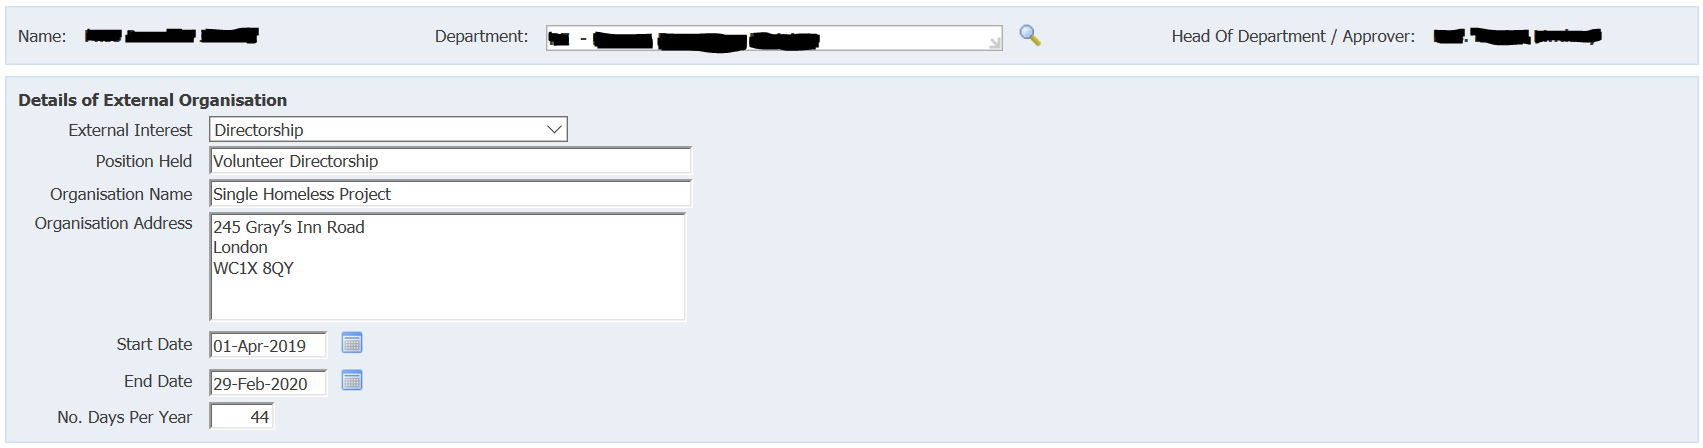 Name: Department: - Head Of Department / Approver:
Details of External Organisation
External Interest Directorship
Position Held Volunteer Directorship
Organisation Name Single Homeless Project
Organisation Address 245 Gray’s Inn Road
London
WC1X 8QY
Start Date 01-Apr-2019
End Date 29-Feb-2020
No. Days Per Year 44